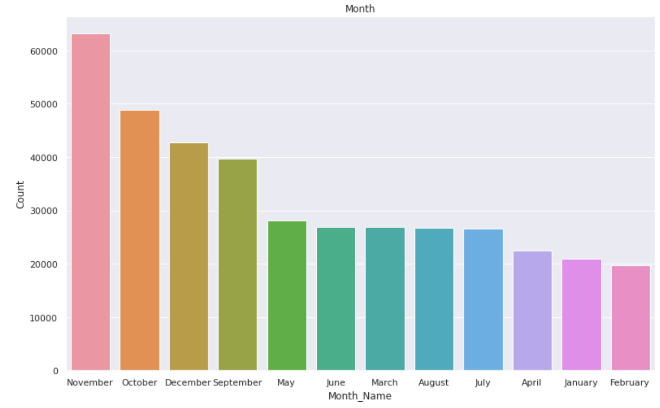 Month
60000
50000
40000
30000
20000
10000
0
Count
November October December September May June March August July April January February
Month_Name